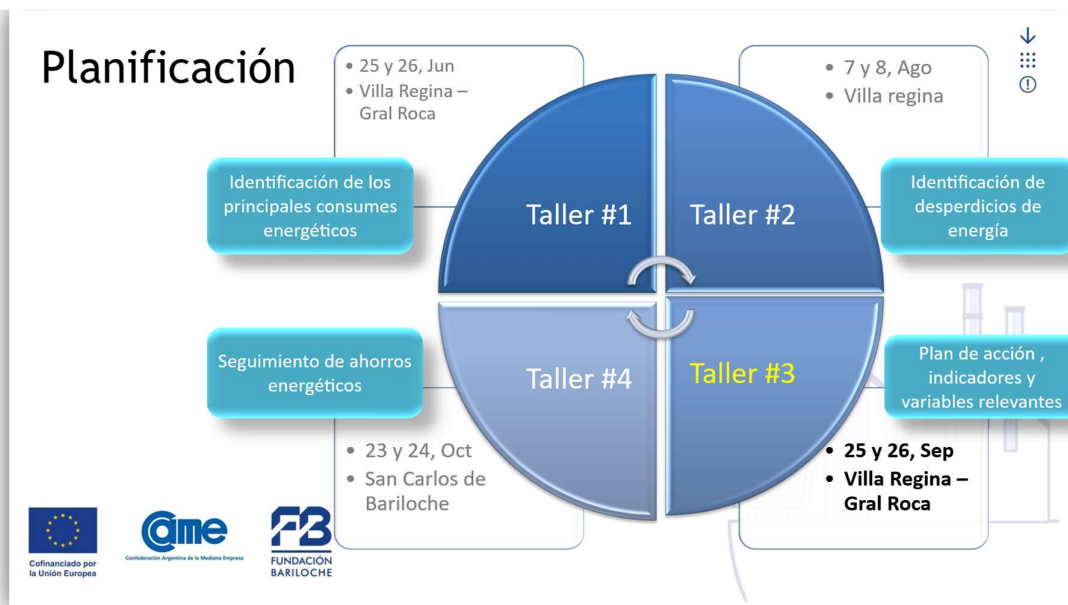 Planificación
• 25 y 26, Jun
• Villa Regina –
Gral Roca
• 7 y 8, Ago
• Villa regina
Identificación de los
principales consumes
energéticos
Taller #1
Taller #2
Identificación de
desperdicios de
energía
Seguimiento de ahorros
energéticos
Taller #4
Taller #3
Plan de acción ,
indicadores y
variables relevantes
• 23 y 24, Oct
• San Carlos de
Bariloche
• 25 y 26, Sep
• Villa Regina –
Gral Roca
Cofinanciado por
la Unión Europea
came
Confederación Argentina de la Mediana Empresa
FB
FUNDACIÓN
BARILOCHE